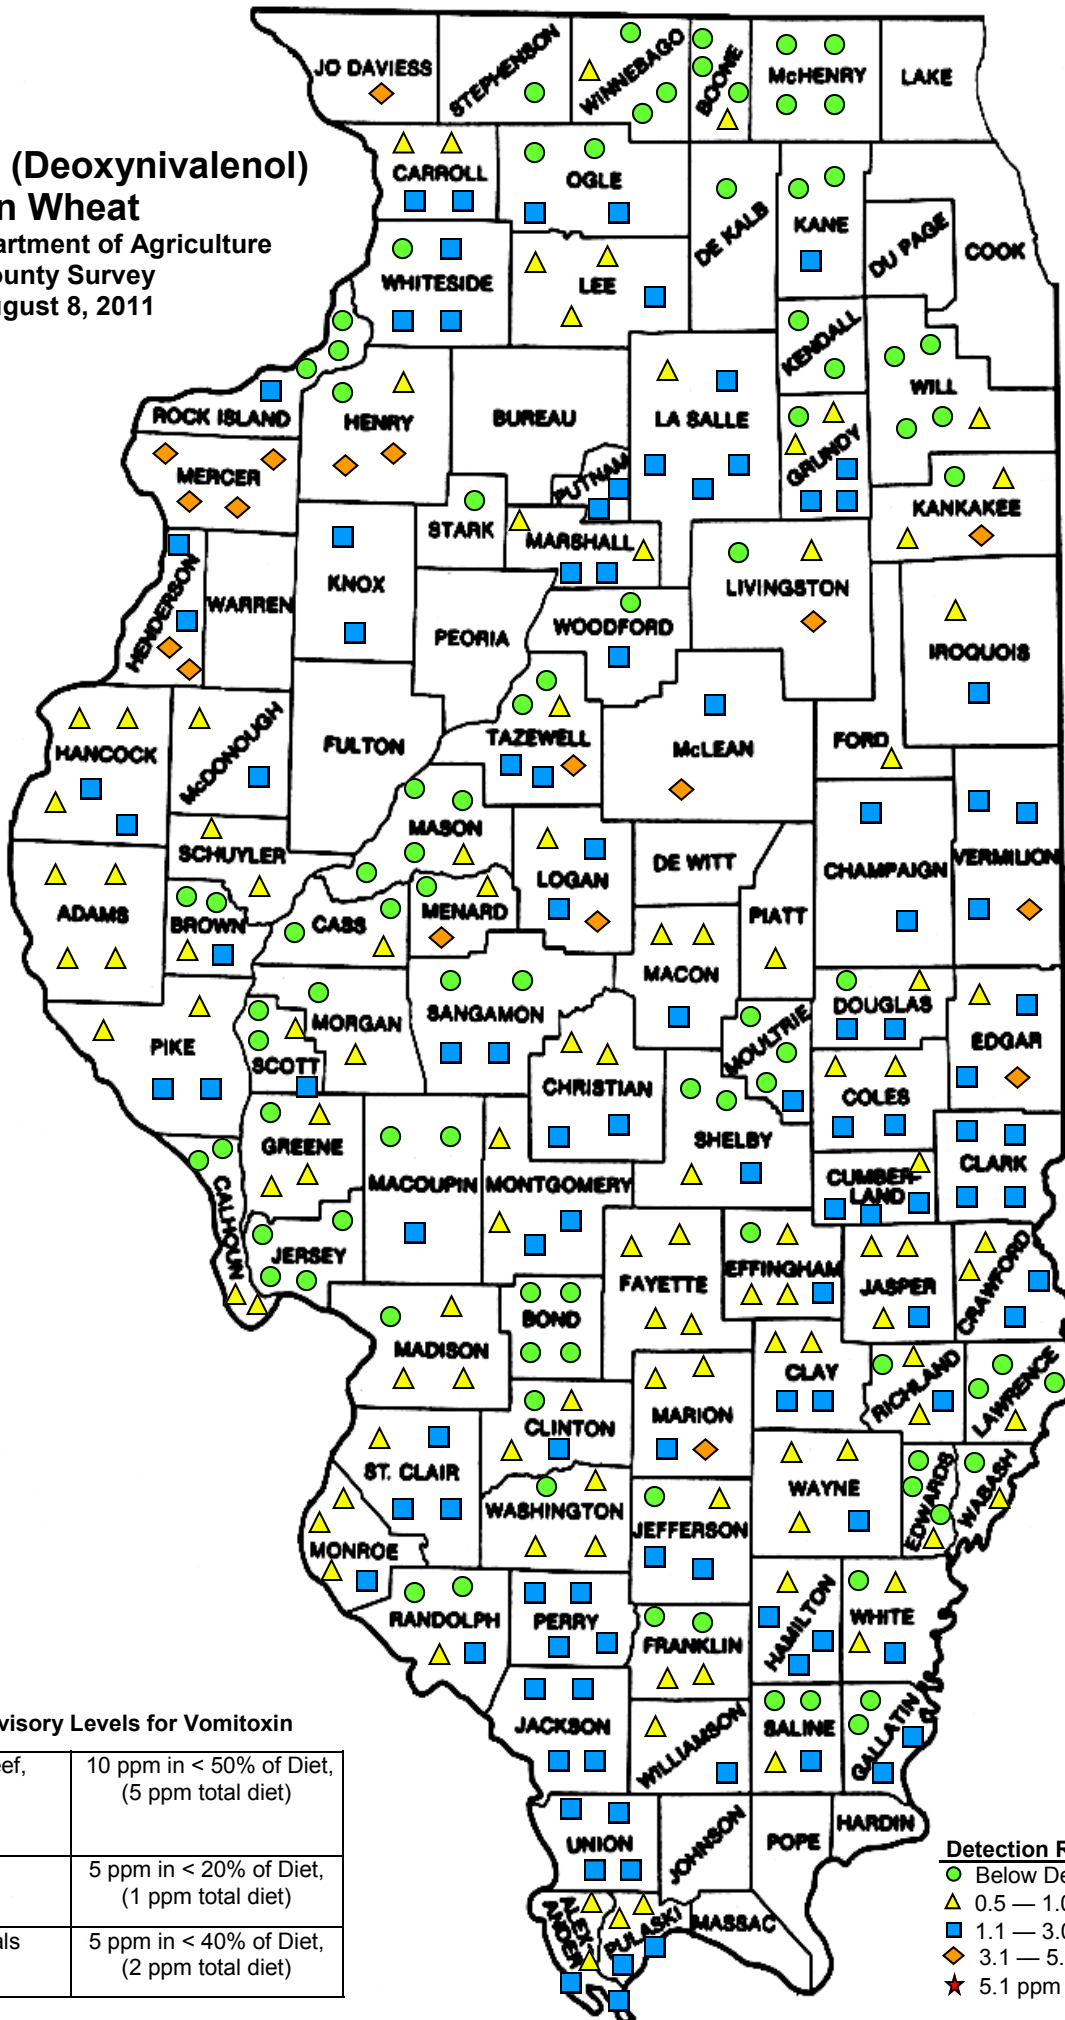 (Deoxynivalenol)
n Wheat
artment of Agriculture
ounty Survey
ugust 8, 2011
JO DAVIESS
STEPHENSON
WINNEBAGO
BOONE
McHENRY
LAKE
CARROLL
OGLE
DE KALB
KANE
DU PAGE
COOK
WHITESIDE
LEE
KENDALL
WILL
ROCK ISLAND
HENRY
BUREAU
LA SALLE
GRUNDY
MERCER
PUTNAM
KANKAKEE
STARK
MARSHALL
LIVINGSTON
HENDERSON
WARREN
KNOX
PEORIA
WOODFORD
IROQUOIS
HANCOCK
McDONOUGH
FULTON
TAZEWELL
McLEAN
FORD
SCHUYLER
MASON
LOGAN
DE WITT
CHAMPAIGN
VERMILION
ADAMS
BROWN
CASS
MENARD
PIATT
MACON
PIKE
SCOTT
MORGAN
SANGAMON
CHRISTIAN
MOULTRIE
DOUGLAS
EDGAR
COLES
GREENE
MACOUPIN
MONTGOMERY
SHELBY
CUMBER-
LAND
CLARK
CALHOUN
JERSEY
FAYETTE
EFFINGHAM
JASPER
CRAWFORD
MADISON
BOND
CLAY
RICHLAND
LAWRENCE
CLINTON
MARION
ST. CLAIR
WASHINGTON
JEFFERSON
WAYNE
EDWARDS
WABASH
MONROE
RANDOLPH
PERRY
FRANKLIN
HAMILTON
WHITE
JACKSON
WILLIAMSON
SALINE
GALLATIN
UNION
JOHNSON
POPE
HARDIN
ALEX-
ANDER
PULASKI
MASSAC
visory Levels for Vomitoxin
eef,
10 ppm in < 50% of Diet,
(5 ppm total diet)
5 ppm in < 20% of Diet,
(1 ppm total diet)
als
5 ppm in < 40% of Diet,
(2 ppm total diet)
Detection R
Below De
0.5 — 1.0
1.1 — 3.0
3.1 — 5.
5.1 ppm